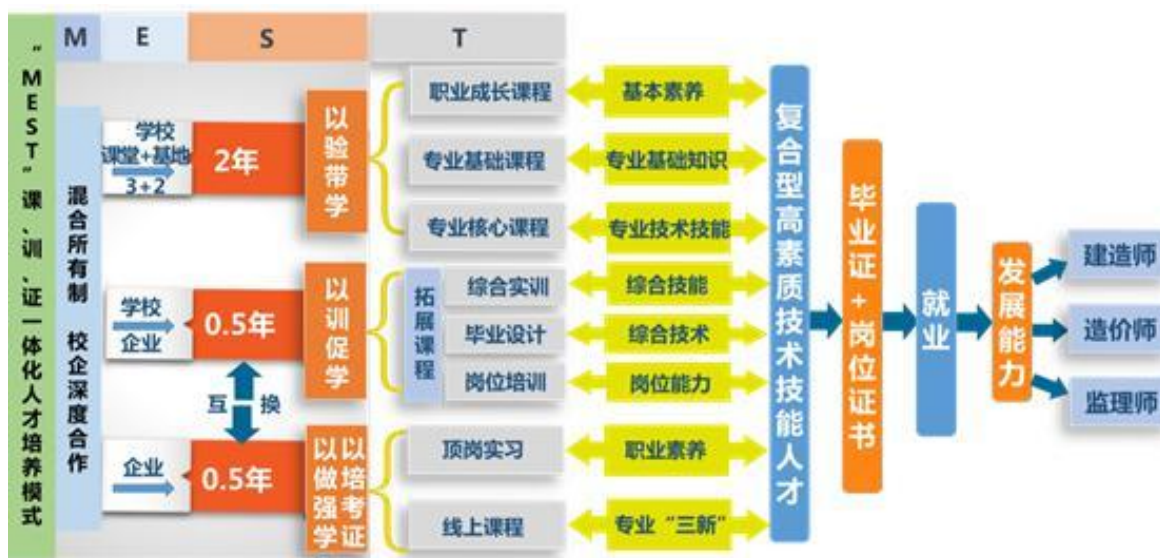 “MEST”课、训、证一体化人才培养模式
M
E
S
T
混合所有制 校企深度合作
学校
课堂+基地
3+2
2年
以验带学
职业成长课程
基本素养
专业基础课程
专业基础知识
专业核心课程
专业技术技能
学校
企业
0.5年
以训促学
拓展课程
综合实训
综合技能
毕业设计
综合技术
岗位培训
岗位能力
互换
企业
0.5年
以做强学
以培考证
顶岗实习
职业素养
线上课程
专业“三新”
复合型高素质技术技能人才
毕业证+岗位证书
就业
发展能力
建造师
造价师
监理师